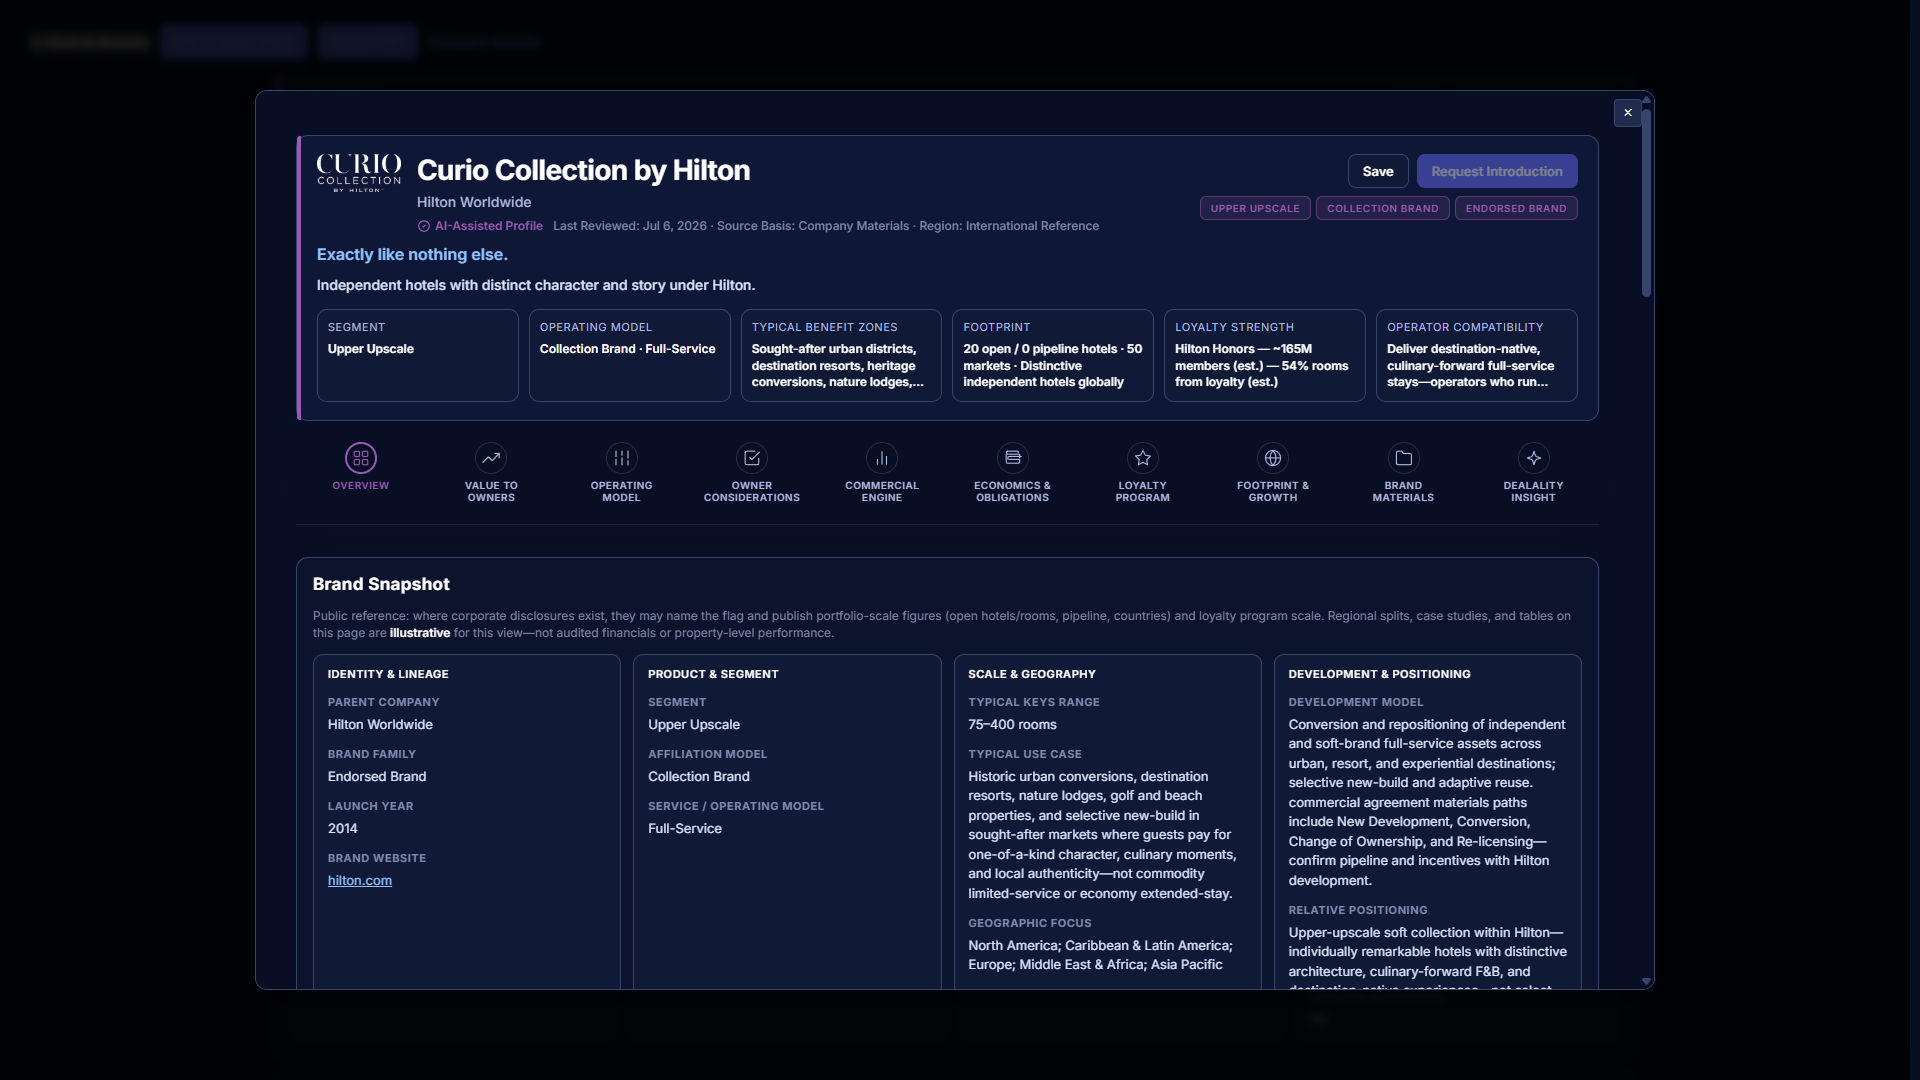 ×
CURIO
COLLECTION
BY HILTON
Curio Collection by Hilton
Hilton Worldwide
AI-Assisted Profile Last Reviewed: Jul 6, 2026 · Source Basis: Company Materials · Region: International Reference
Save
Request Introduction
UPPER UPSCALE
COLLECTION BRAND
ENDORSED BRAND
Exactly like nothing else.
Independent hotels with distinct character and story under Hilton.
SEGMENT
Upper Upscale
OPERATING MODEL
Collection Brand · Full-Service
TYPICAL BENEFIT ZONES
Sought-after urban districts,
destination resorts, heritage
conversions, nature lodges,...
FOOTPRINT
20 open / 0 pipeline hotels · 50
markets · Distinctive
independent hotels globally
LOYALTY STRENGTH
Hilton Honors — ~165M
members (est.) — 54% rooms
from loyalty (est.)
OPERATOR COMPATIBILITY
Deliver destination-native,
culinary-forward full-service
stays—operators who run...
OVERVIEW
VALUE TO
OWNERS
OPERATING
MODEL
OWNER
CONSIDERATIONS
COMMERCIAL
ENGINE
ECONOMICS &
OBLIGATIONS
LOYALTY
PROGRAM
FOOTPRINT &
GROWTH
BRAND
MATERIALS
DEALALITY
INSIGHT
Brand Snapshot
Public reference: where corporate disclosures exist, they may name the flag and publish portfolio-scale figures (open hotels/rooms, pipeline, countries) and loyalty program scale. Regional splits, case studies, and tables on
this page are illustrative for this view—not audited financials or property-level performance.
IDENTITY & LINEAGE
PARENT COMPANY
Hilton Worldwide
BRAND FAMILY
Endorsed Brand
LAUNCH YEAR
2014
BRAND WEBSITE
hilton.com
PRODUCT & SEGMENT
SEGMENT
Upper Upscale
AFFILIATION MODEL
Collection Brand
SERVICE / OPERATING MODEL
Full-Service
SCALE & GEOGRAPHY
TYPICAL KEYS RANGE
75–400 rooms
TYPICAL USE CASE
Historic urban conversions, destination
resorts, nature lodges, golf and beach
properties, and selective new-build in
sought-after markets where guests pay for
one-of-a-kind character, culinary moments,
and local authenticity—not commodity
limited-service or economy extended-stay.
GEOGRAPHIC FOCUS
North America; Caribbean & Latin America;
Europe; Middle East & Africa; Asia Pacific
DEVELOPMENT & POSITIONING
DEVELOPMENT MODEL
Conversion and repositioning of independent
and soft-brand full-service assets across
urban, resort, and experiential destinations;
selective new-build and adaptive reuse.
commercial agreement materials paths
include New Development, Conversion,
Change of Ownership, and Re-licensing—
confirm pipeline and incentives with Hilton
development.
RELATIVE POSITIONING
Upper-upscale soft collection within Hilton—
individually remarkable hotels with distinctive
architecture, culinary-forward F&B, and
destination-native experiences—not select